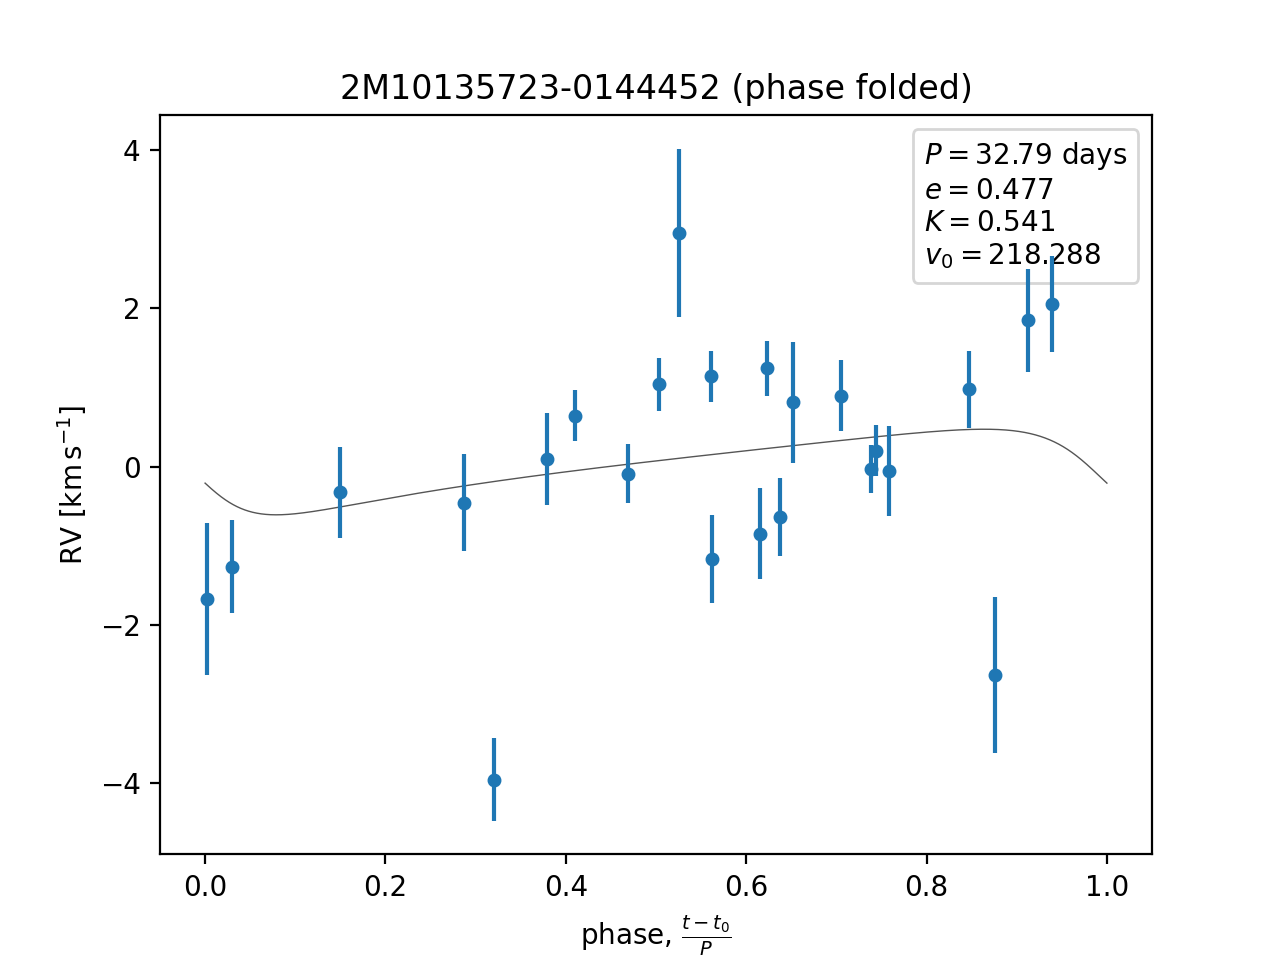 2M10135723-0144452 (phase folded)
P = 32.79 days
e = 0.477
K = 0.541
v₀ = 218.288
4
2
0
−2
−4
RV [km s⁻¹]
0.0 0.2 0.4 0.6 0.8 1.0
phase, (t − t₀)/P